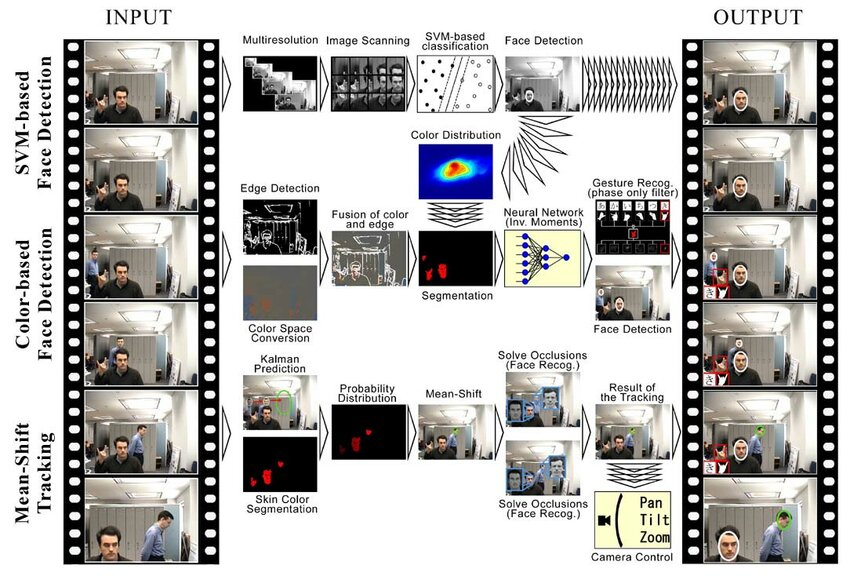 INPUT
OUTPUT
SVM-based
Face Detection
Multiresolution
Image Scanning
SVM-based
classification
Face Detection
Color Distribution
Color-based
Face Detection
Edge Detection
Fusion of color
and edge
Segmentation
Color Space
Conversion
Neural Network
(Inv. Moments)
Gesture Recog.
(phase only filter)
Face Detection
Mean-Shift
Tracking
Kalman
Prediction
Skin Color
Segmentation
Probability
Distribution
Mean-Shift
Solve Occlusions
(Face Recog.)
Solve Occlusions
(Face Recog.)
Result of
the Tracking
Pan
Tilt
Zoom
Camera Control